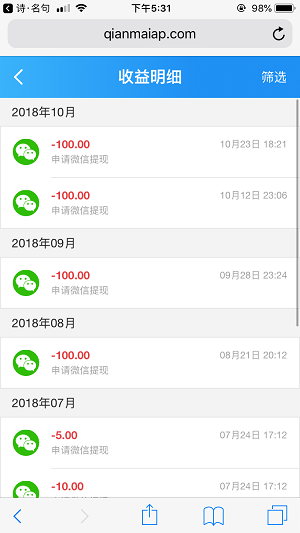 诗·名句
下午5:31
98%
qianmaiap.com
收益明细
筛选
2018年10月
-100.00
10月23日 18:21
申请微信提现
-100.00
10月12日 23:06
申请微信提现
2018年09月
-100.00
09月28日 23:24
申请微信提现
2018年08月
-100.00
08月21日 20:12
申请微信提现
2018年07月
-5.00
07月24日 17:12
申请微信提现
-10.00
07月24日 17:12
申请微信提现